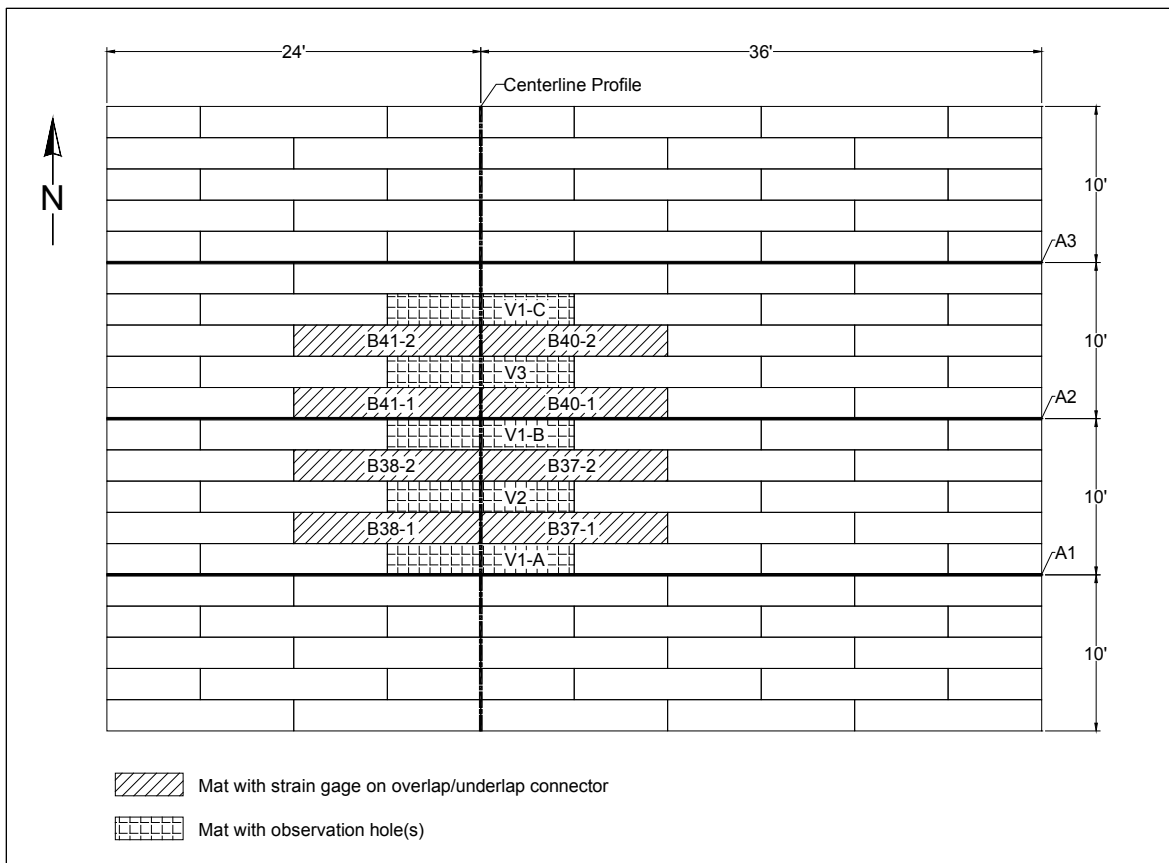 24' 36'
Centerline Profile
N
10'
A3
V1-C
B41-2 B40-2
10'
V3
B41-1 B40-1
A2
V1-B
B38-2 B37-2
V2
10'
B38-1 B37-1
V1-A
A1
10'
Mat with strain gage on overlap/underlap connector
Mat with observation hole(s)